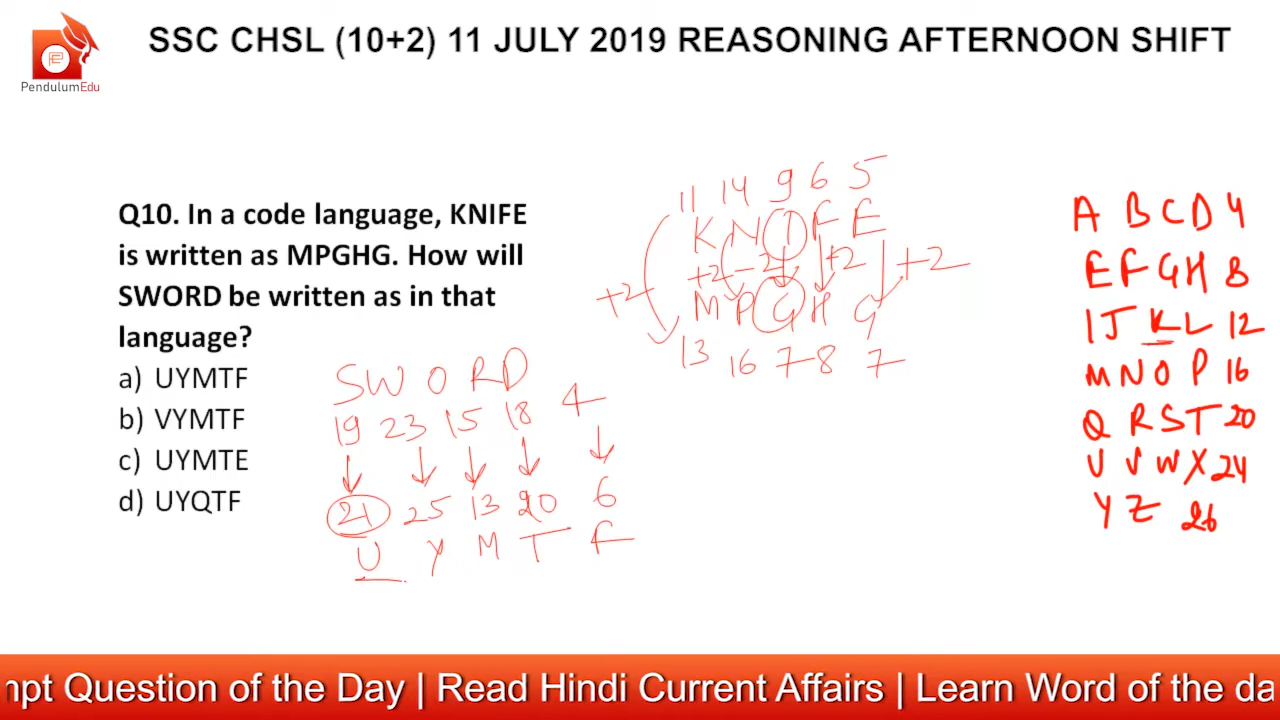 SSC CHSL (10+2) 11 JULY 2019 REASONING AFTERNOON SHIFT
PendulumEdu
Q10. In a code language, KNIFE
is written as MPGHG. How will
SWORD be written as in that
language?
a) UYMTF
b) VYMTF
c) UYMTE
d) UYQTF
11 14 9 6 5
K N I F E
+2 +2 -2 +2 +2
M P G H G
13 16 7 8 7
SWORD
19 23 15 18 4
21 25 13 20 6
U Y M T F
A B C D 4
E F G H 8
I J K L 12
M N O P 16
Q R S T 20
U V W X 24
Y Z 26
npt Question of the Day | Read Hindi Current Affairs | Learn Word of the da